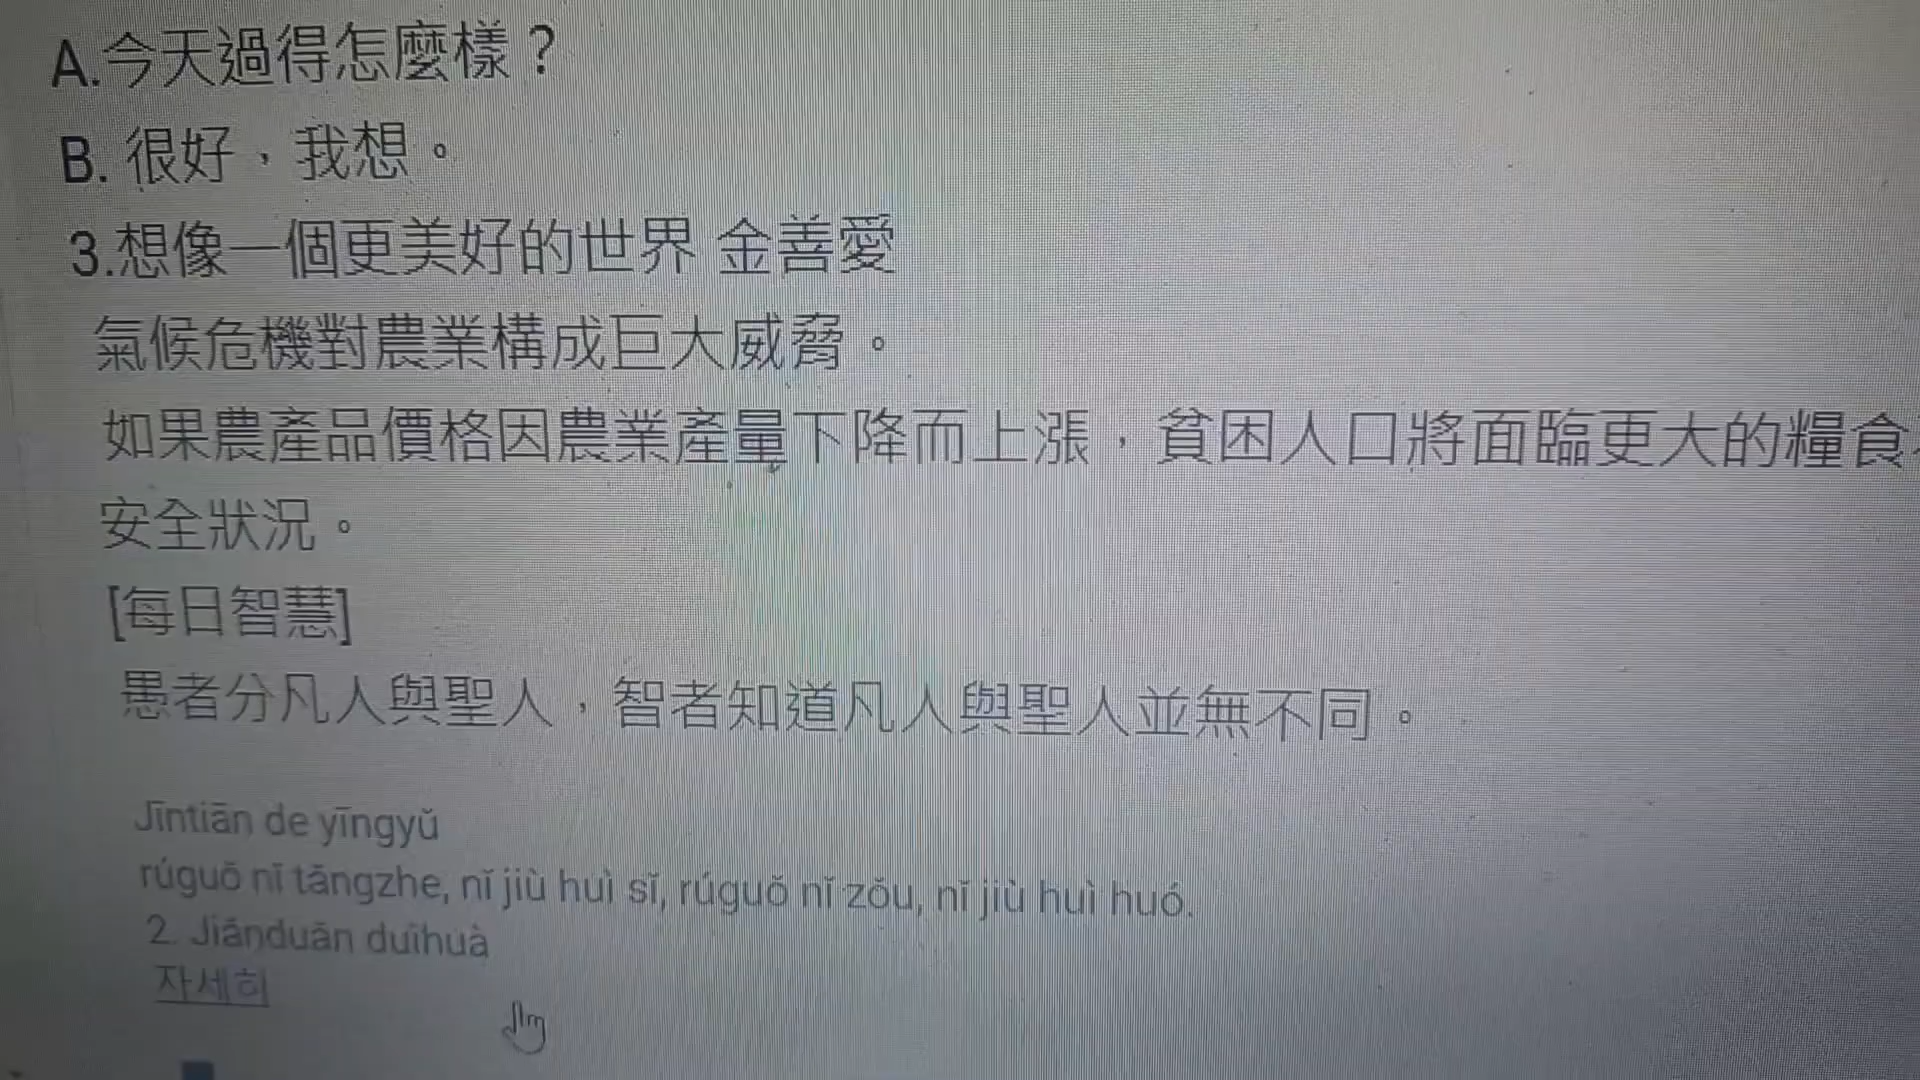 A.今天過得怎麼樣？
B. 很好，我想。
3.想像一個更美好的世界 金善愛
氣候危機對農業構成巨大威脅。
如果農產品價格因農業產量下降而上漲，貧困人口將面臨更大的糧食
安全狀況。
[每日智慧]
愚者分凡人與聖人，智者知道凡人與聖人並無不同。
Jīntiān de yīngyǔ
rúguǒ nǐ tǎngzhe, nǐ jiù huì sǐ, rúguǒ nǐ zǒu, nǐ jiù huì huó.
2. Jiǎnduǎn duìhuà
자세히